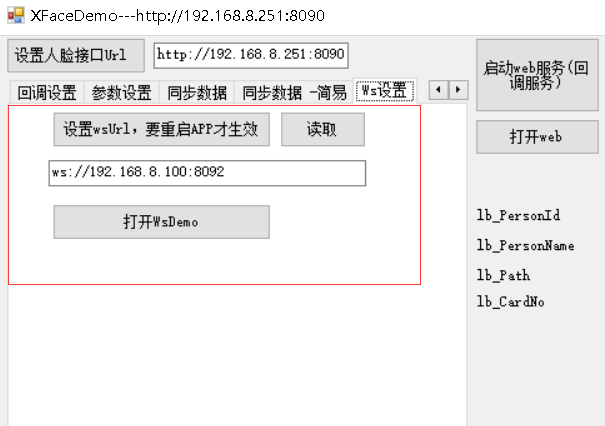 XFaceDemo---http://192.168.8.251:8090
设置人脸接口Url
http://192.168.8.251:8090
启动web服务(回
调服务)
回调设置 参数设置 同步数据 同步数据 -简易 Ws设置
设置wsUrl，要重启APP才生效 读取
打开web
ws://192.168.8.100:8092
打开WsDemo
lb_PersonId
lb_PersonName
lb_Path
lb_CardNo